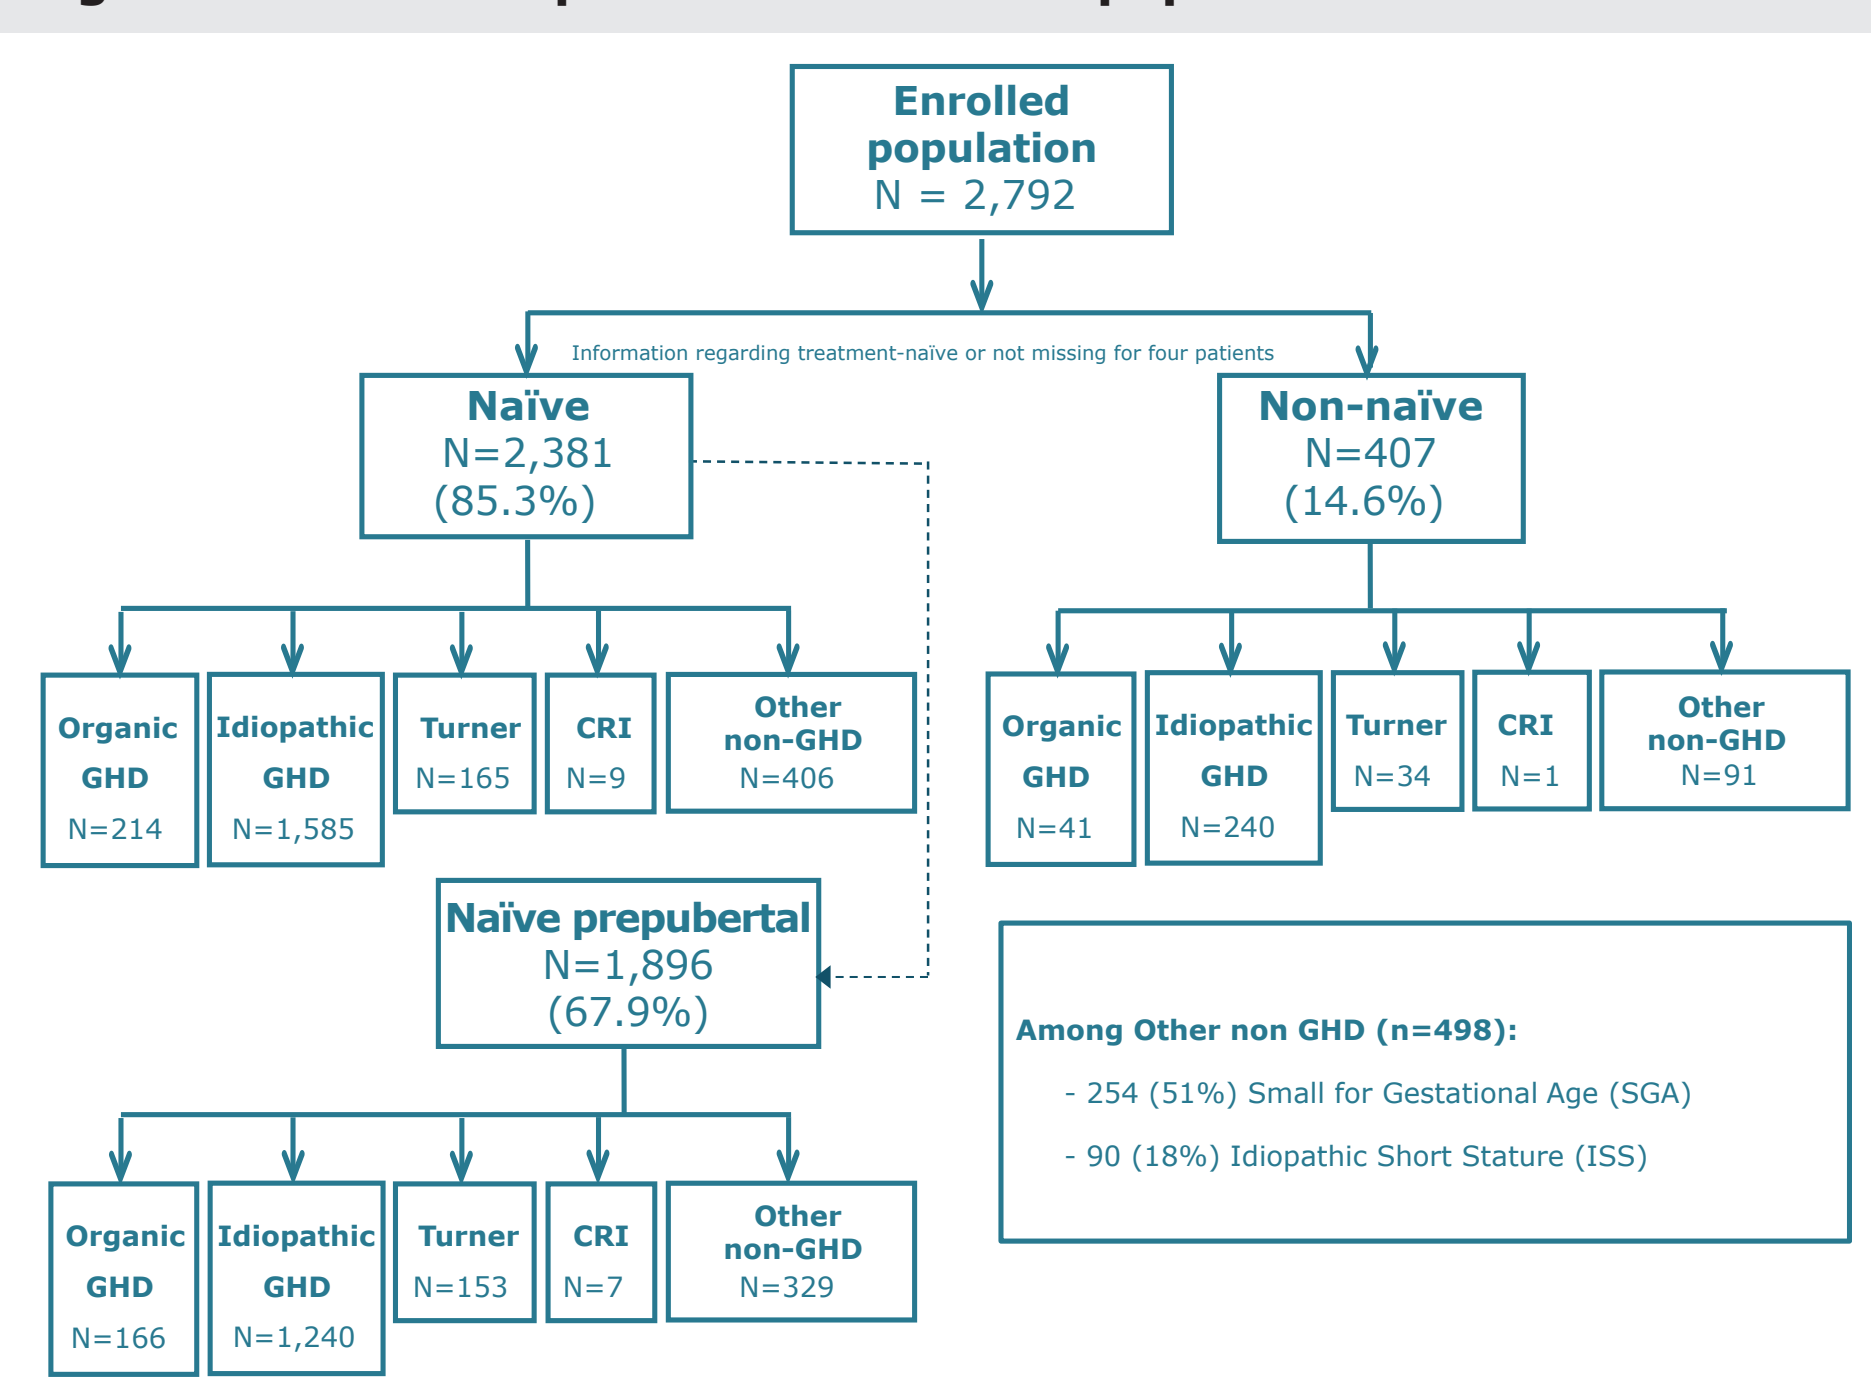 Enrolled
population
N = 2,792
Information regarding treatment-naïve or not missing for four patients
Naïve
N=2,381
(85.3%)
Non-naïve
N=407
(14.6%)
Organic
GHD
N=214
Idiopathic
GHD
N=1,585
Turner
N=165
CRI
N=9
Other
non-GHD
N=406
Organic
GHD
N=41
Idiopathic
GHD
N=240
Turner
N=34
CRI
N=1
Other
non-GHD
N=91
Naïve prepubertal
N=1,896
(67.9%)
Among Other non GHD (n=498):
- 254 (51%) Small for Gestational Age (SGA)
- 90 (18%) Idiopathic Short Stature (ISS)
Organic
GHD
N=166
Idiopathic
GHD
N=1,240
Turner
N=153
CRI
N=7
Other
non-GHD
N=329